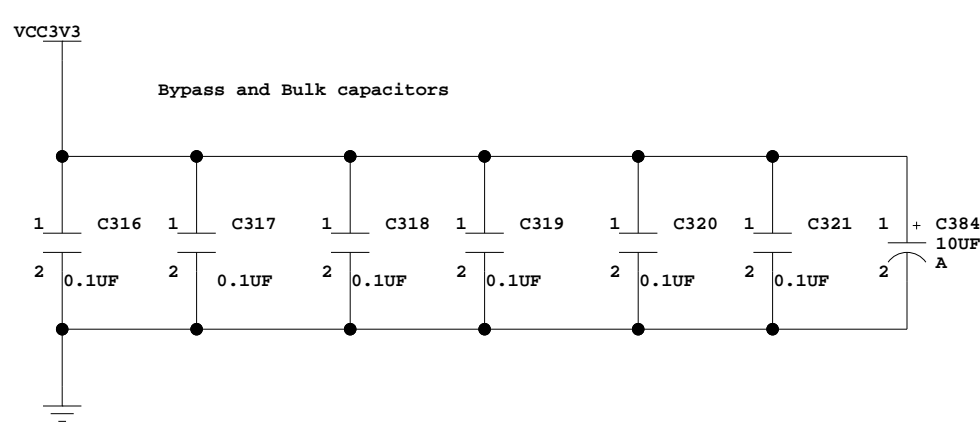 VCC3V3
Bypass and Bulk capacitors
1 C316 1 C317 1 C318 1 C319 1 C320 1 C321 1 + C384
10UF
2 0.1UF 2 0.1UF 2 0.1UF 2 0.1UF 2 0.1UF 2 0.1UF 2 A